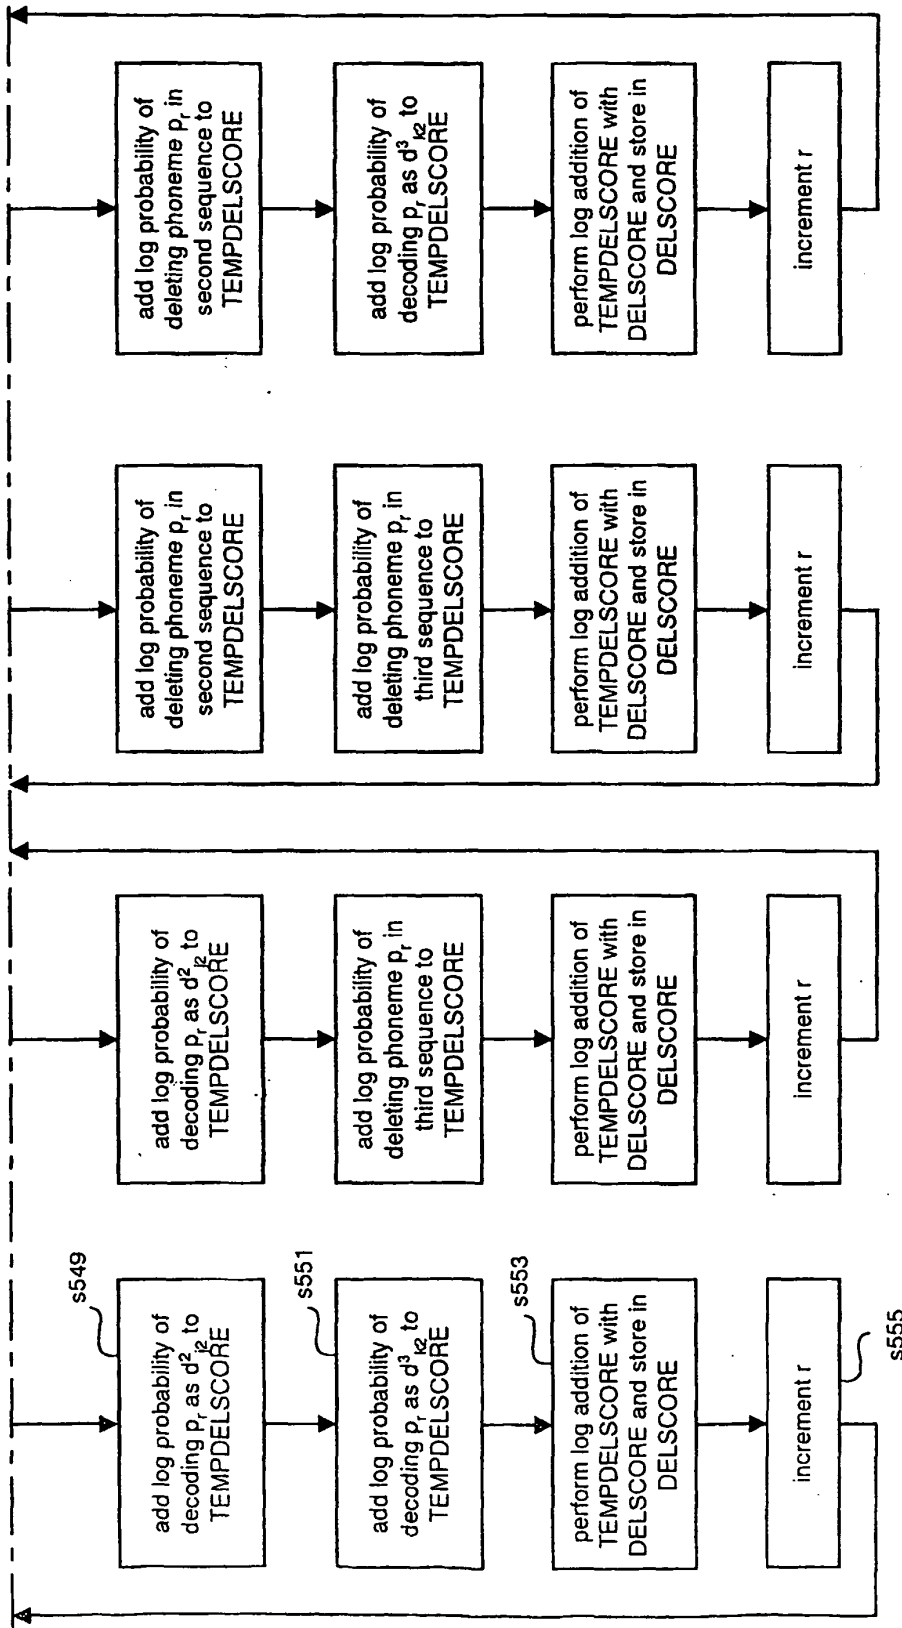 add log probability of
decoding pᵣ as d²ⱼ₂ to
TEMPDELSCORE
s549
add log probability of
decoding pᵣ as d³ₖ₂ to
TEMPDELSCORE
s551
perform log addition of
TEMPDELSCORE with
DELSCORE and store in
DELSCORE
s553
increment r
s555
add log probability of
decoding pᵣ as d²ⱼ₂ to
TEMPDELSCORE
add log probability of
deleting phoneme pᵣ in
third sequence to
TEMPDELSCORE
perform log addition of
TEMPDELSCORE with
DELSCORE and store in
DELSCORE
increment r
add log probability of
deleting phoneme pᵣ in
second sequence to
TEMPDELSCORE
add log probability of
deleting phoneme pᵣ in
third sequence to
TEMPDELSCORE
perform log addition of
TEMPDELSCORE with
DELSCORE and store in
DELSCORE
increment r
add log probability of
deleting phoneme pᵣ in
second sequence to
TEMPDELSCORE
add log probability of
decoding pᵣ as d³ₖ₂ to
TEMPDELSCORE
perform log addition of
TEMPDELSCORE with
DELSCORE and store in
DELSCORE
increment r